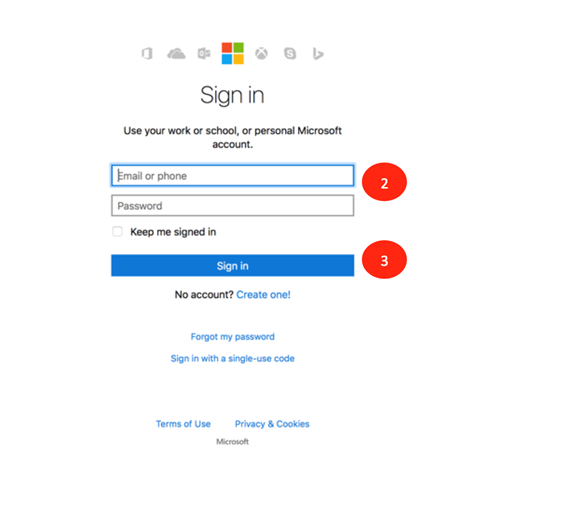 Sign in
Use your work or school, or personal Microsoft
account.
Email or phone
2
Password
Keep me signed in
Sign in
3
No account? Create one!
Forgot my password
Sign in with a single-use code
Terms of Use Privacy & Cookies
Microsoft